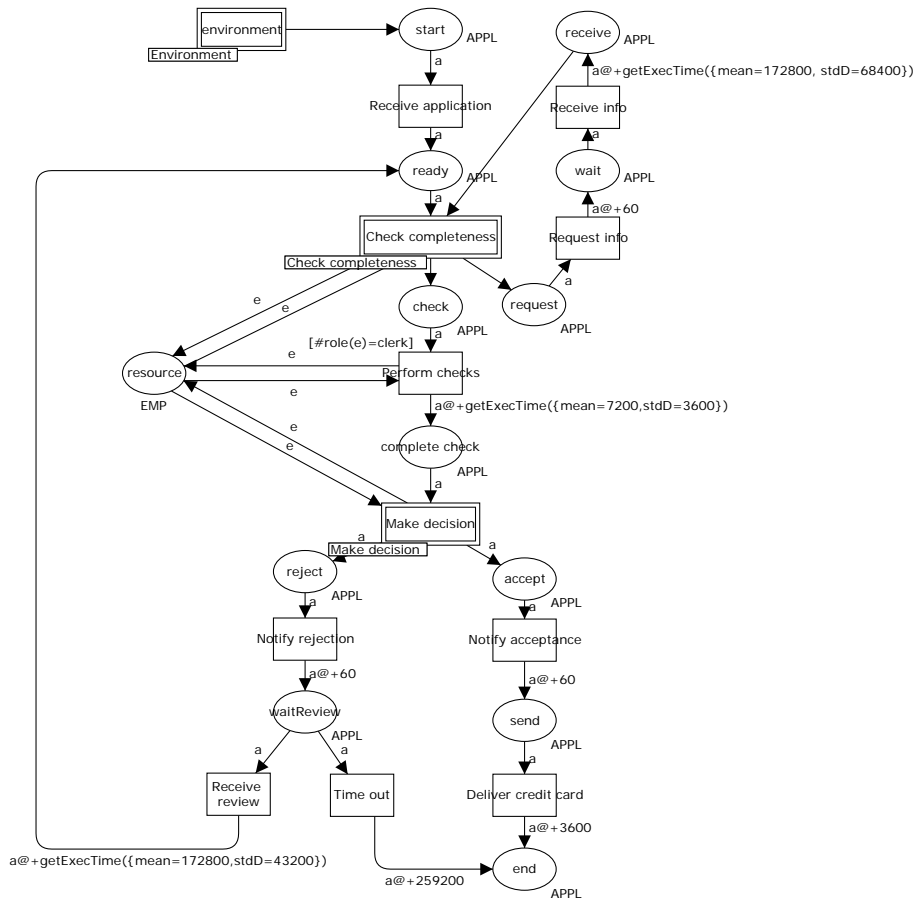 environment
Environment
start
APPL
receive
APPL
a
a@+getExecTime({mean=172800, stdD=68400})
Receive application
Receive info
a
a
ready
APPL
wait
APPL
a
a@+60
Check completeness
Check completeness
Request info
a
e
e
check
APPL
request
APPL
a
[#role(e)=clerk]
e
Perform checks
resource
EMP
e
a@+getExecTime({mean=7200,stdD=3600})
e
e
complete check
APPL
a
Make decision
Make decision
a
a
reject
APPL
accept
APPL
a
a
Notify rejection
Notify acceptance
a@+60
a@+60
waitReview
APPL
send
APPL
a
a
a
Receive
review
Time out
Deliver credit card
a@+3600
a@+getExecTime({mean=172800,stdD=43200})
a@+259200
end
APPL